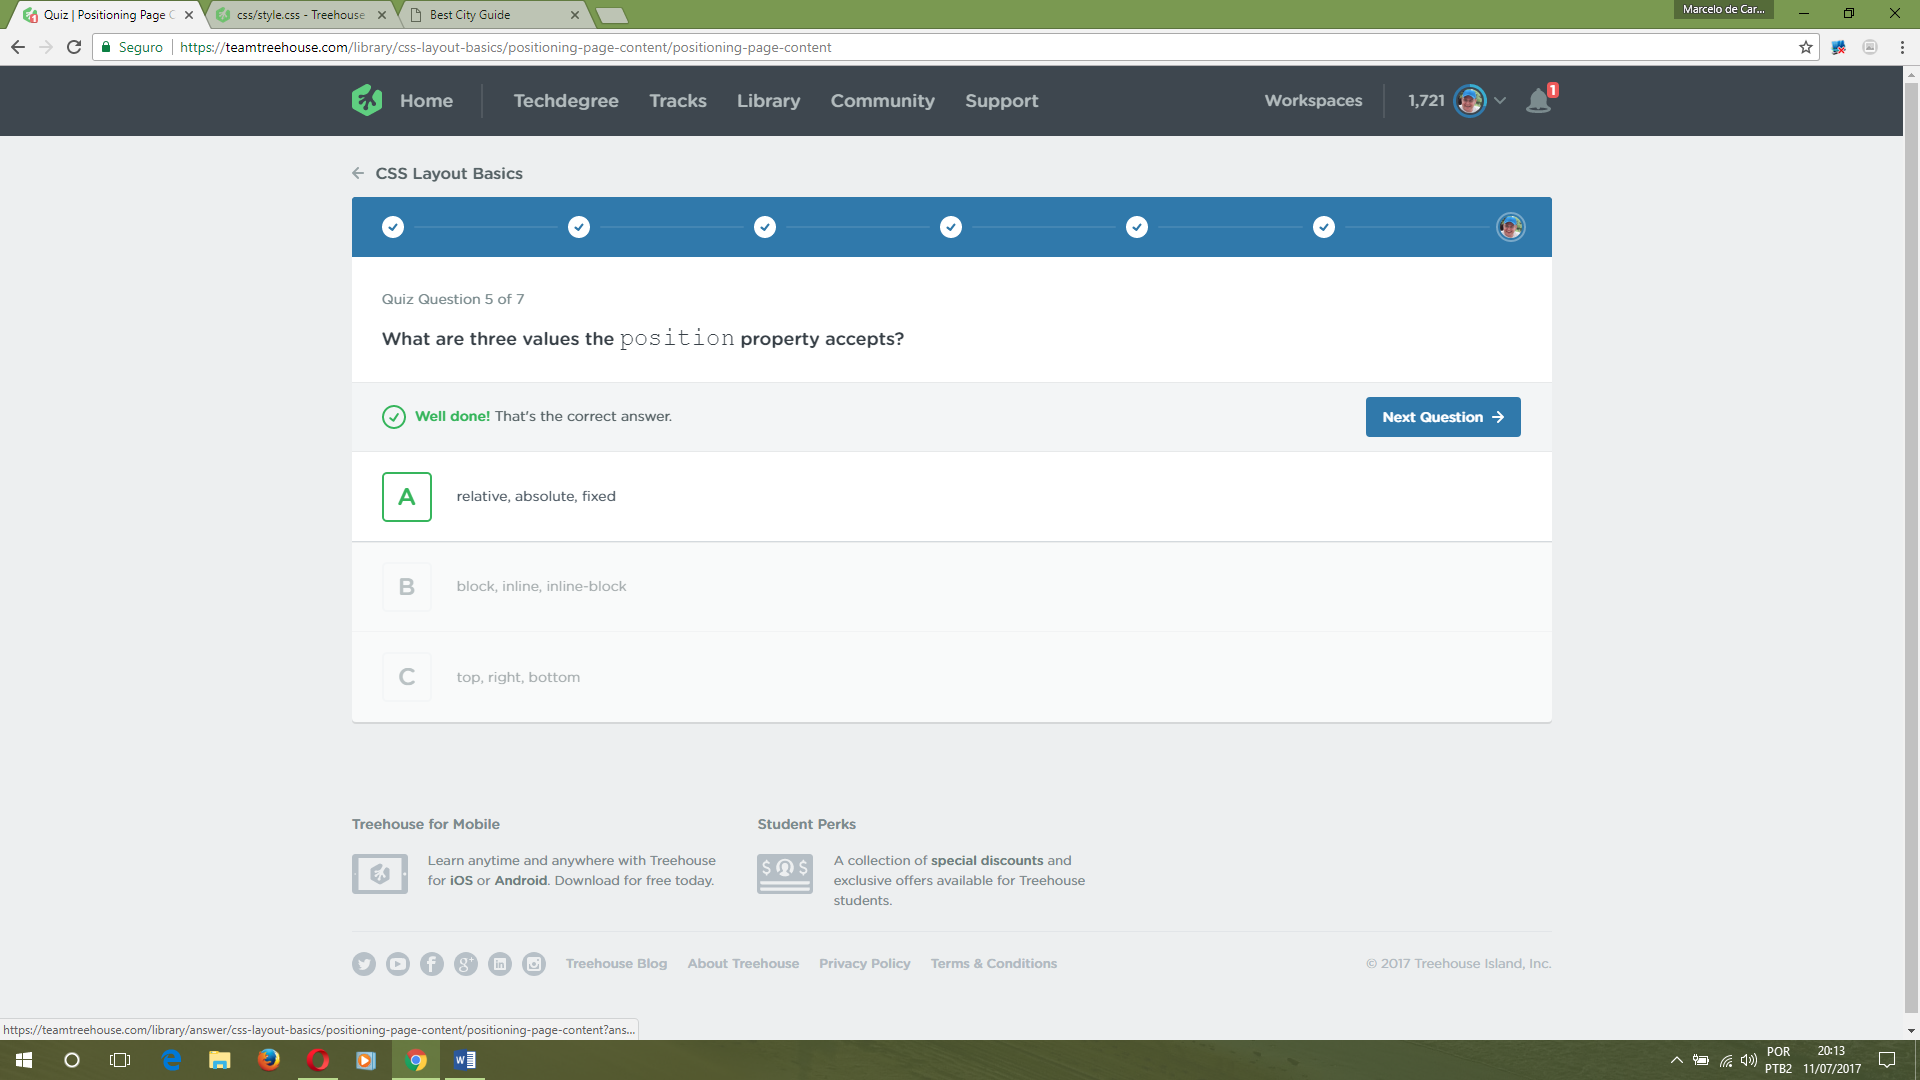 Quiz | Positioning Page C
css/style.css - Treehouse
Best City Guide
Marcelo de Car...
Seguro
https://teamtreehouse.com/library/css-layout-basics/positioning-page-content/positioning-page-content
Home
Techdegree
Tracks
Library
Community
Support
Workspaces
1,721
1
CSS Layout Basics
Quiz Question 5 of 7
What are three values the position property accepts?
Well done! That's the correct answer.
Next Question
A
relative, absolute, fixed
B
block, inline, inline-block
C
top, right, bottom
Treehouse for Mobile
Learn anytime and anywhere with Treehouse
for iOS or Android. Download for free today.
Student Perks
A collection of special discounts and
exclusive offers available for Treehouse
students.
Treehouse Blog
About Treehouse
Privacy Policy
Terms & Conditions
© 2017 Treehouse Island, Inc.
https://teamtreehouse.com/library/answer/css-layout-basics/positioning-page-content/positioning-page-content?ans...
POR
PTB2
20:13
11/07/2017